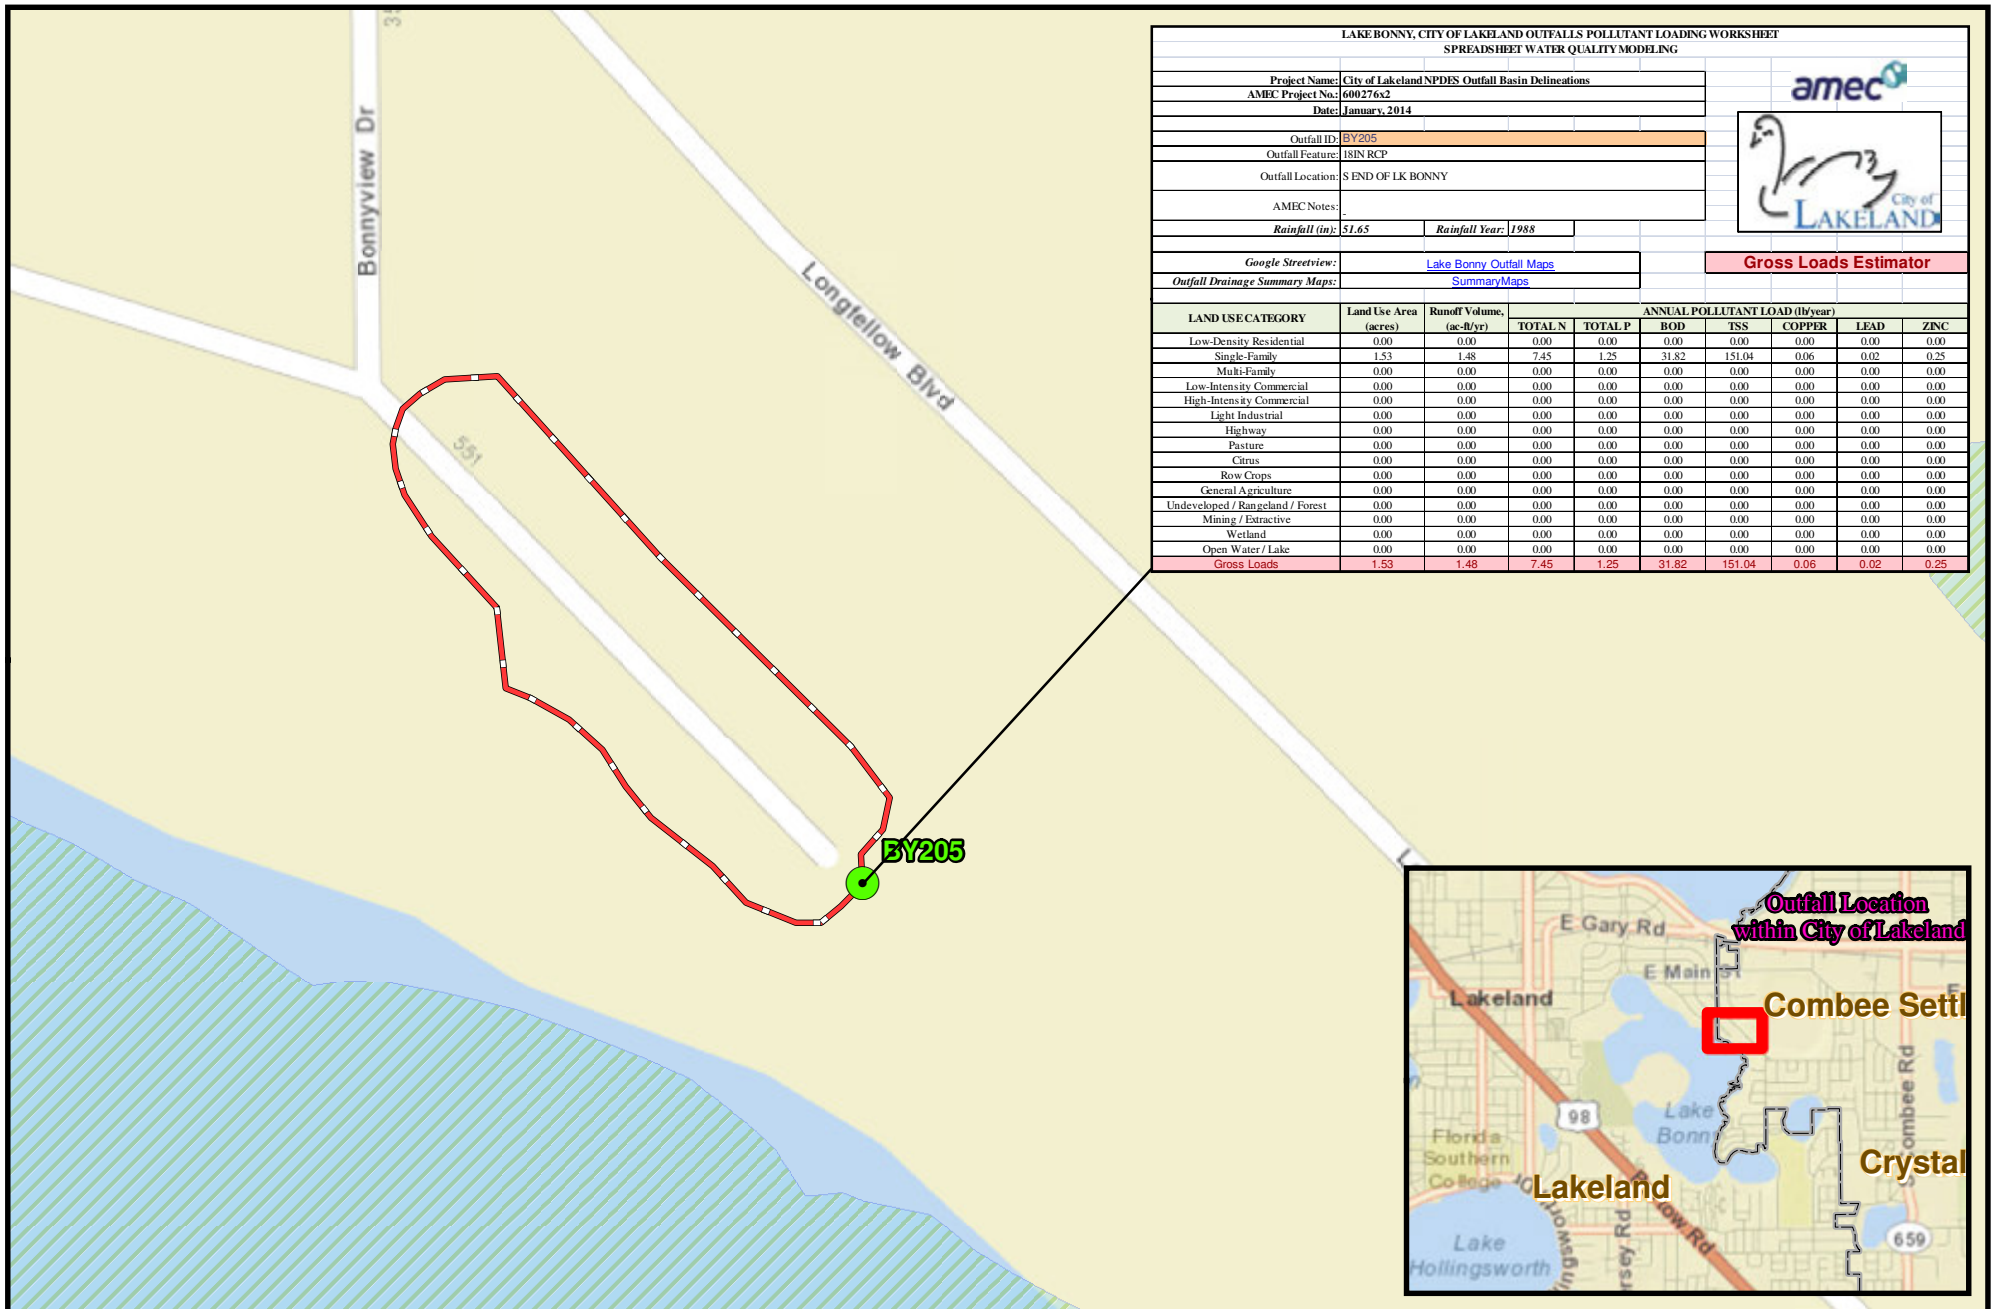 LAKE BONNY, CITY OF LAKELAND OUTFALLS POLLUTANT LOADING WORKSHEET
SPREADSHEET WATER QUALITY MODELING
Project Name: City of Lakeland NPDES Outfall Basin Delineations
AMEC Project No.: 600276x2
Date: January, 2014
amec
Outfall ID: BY205
Outfall Feature: 18IN RCP
Outfall Location: S END OF LK BONNY
AMEC Notes: -
Rainfall (in): 51.65 Rainfall Year: 1988
City of
LAKELAND
Google Streetview: Lake Bonny Outfall Maps
Gross Loads Estimator
Outfall Drainage Summary Maps: SummaryMaps
LAND USE CATEGORY Land Use Area (acres) Runoff Volume, (ac-ft/yr) ANNUAL POLLUTANT LOAD (lb/year)
TOTAL N TOTAL P BOD TSS COPPER LEAD ZINC
Low-Density Residential 0.00 0.00 0.00 0.00 0.00 0.00 0.00 0.00 0.00
Single-Family 1.53 1.48 7.45 1.25 31.82 151.04 0.06 0.02 0.25
Multi-Family 0.00 0.00 0.00 0.00 0.00 0.00 0.00 0.00 0.00
Low-Intensity Commercial 0.00 0.00 0.00 0.00 0.00 0.00 0.00 0.00 0.00
High-Intensity Commercial 0.00 0.00 0.00 0.00 0.00 0.00 0.00 0.00 0.00
Light Industrial 0.00 0.00 0.00 0.00 0.00 0.00 0.00 0.00 0.00
Highway 0.00 0.00 0.00 0.00 0.00 0.00 0.00 0.00 0.00
Pasture 0.00 0.00 0.00 0.00 0.00 0.00 0.00 0.00 0.00
Citrus 0.00 0.00 0.00 0.00 0.00 0.00 0.00 0.00 0.00
Row Crops 0.00 0.00 0.00 0.00 0.00 0.00 0.00 0.00 0.00
General Agriculture 0.00 0.00 0.00 0.00 0.00 0.00 0.00 0.00 0.00
Undeveloped / Rangeland / Forest 0.00 0.00 0.00 0.00 0.00 0.00 0.00 0.00 0.00
Mining / Extractive 0.00 0.00 0.00 0.00 0.00 0.00 0.00 0.00 0.00
Wetland 0.00 0.00 0.00 0.00 0.00 0.00 0.00 0.00 0.00
Open Water / Lake 0.00 0.00 0.00 0.00 0.00 0.00 0.00 0.00 0.00
Gross Loads 1.53 1.48 7.45 1.25 31.82 151.04 0.06 0.02 0.25
Bonnyview Dr
Longfellow Blvd
551
BY205
Outfall Location
within City of Lakeland
E Gary Rd
E Main St
Lakeland
Combee Settl
98
Lake
Bonny
Florida
Southern
College
Lakeland
Crystal
659
Lake
Hollingsworth